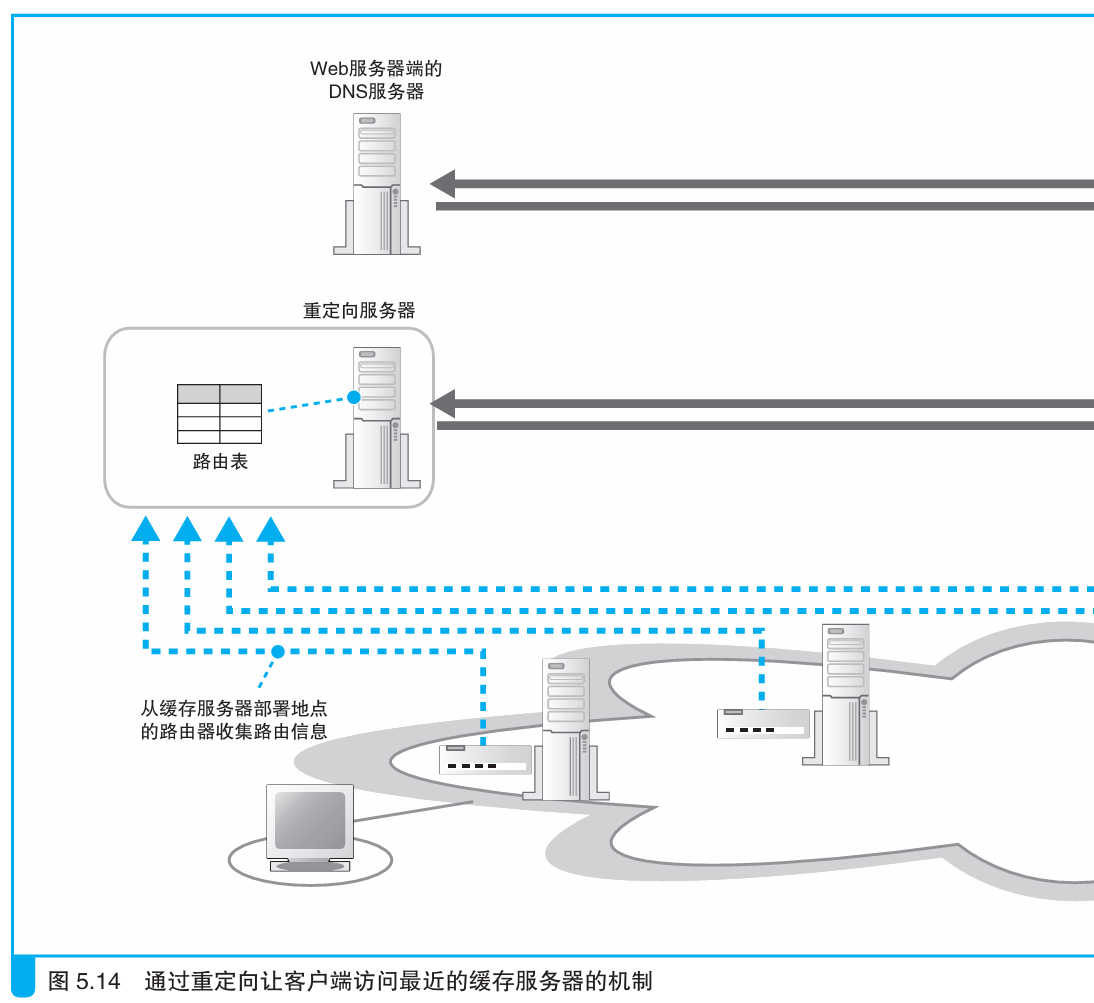 Web服务器端的
DNS服务器
重定向服务器
路由表
从缓存服务器部署地点
的路由器收集路由信息
图 5.14 通过重定向让客户端访问最近的缓存服务器的机制